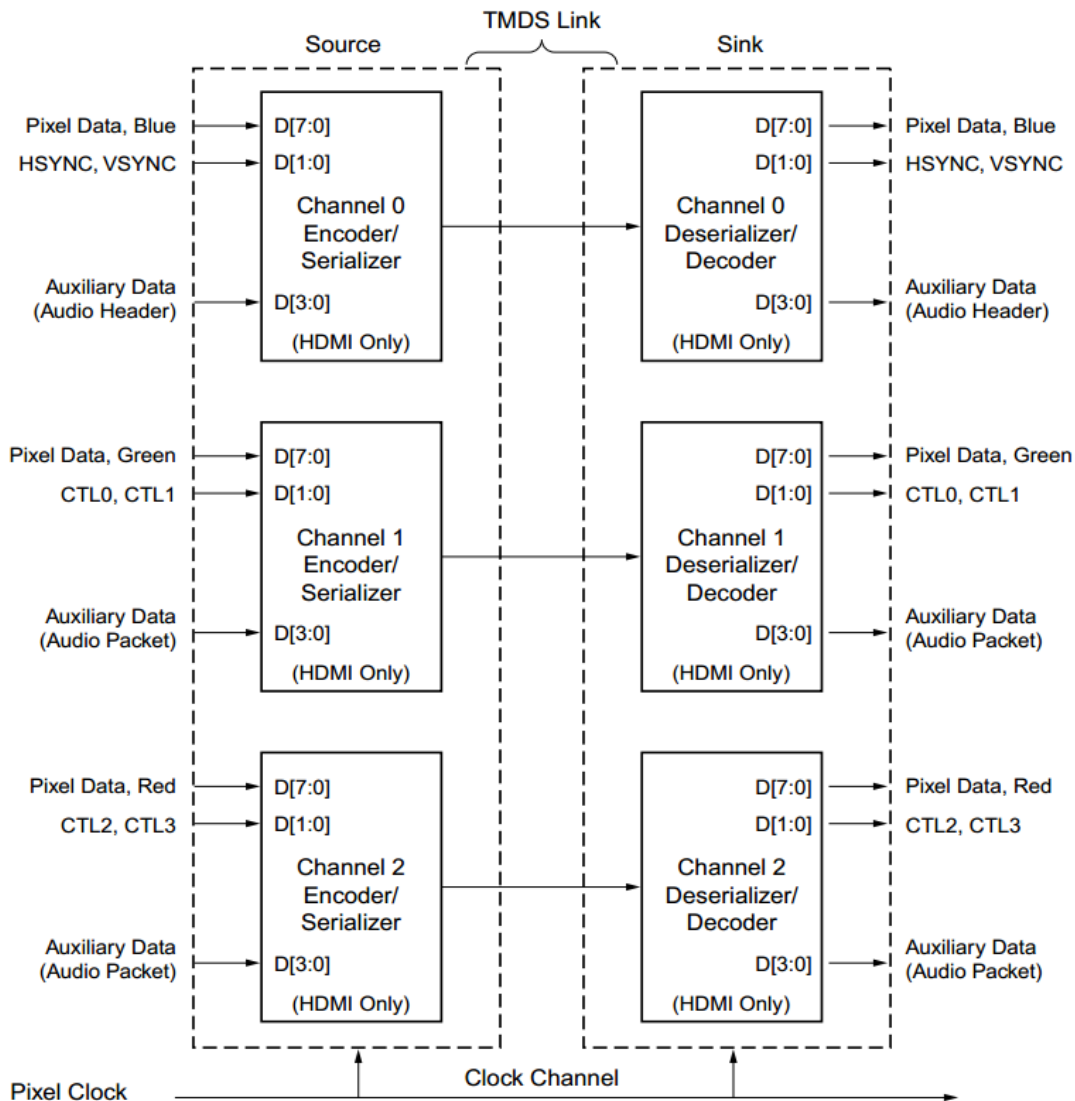 TMDS Link
Source
Sink
Pixel Data, Blue
D[7:0]
D[7:0]
Pixel Data, Blue
HSYNC, VSYNC
D[1:0]
D[1:0]
HSYNC, VSYNC
Channel 0
Encoder/
Serializer
Channel 0
Deserializer/
Decoder
Auxiliary Data
(Audio Header)
D[3:0]
(HDMI Only)
D[3:0]
(HDMI Only)
Auxiliary Data
(Audio Header)
Pixel Data, Green
D[7:0]
D[7:0]
Pixel Data, Green
CTL0, CTL1
D[1:0]
D[1:0]
CTL0, CTL1
Channel 1
Encoder/
Serializer
Channel 1
Deserializer/
Decoder
Auxiliary Data
(Audio Packet)
D[3:0]
(HDMI Only)
D[3:0]
(HDMI Only)
Auxiliary Data
(Audio Packet)
Pixel Data, Red
D[7:0]
D[7:0]
Pixel Data, Red
CTL2, CTL3
D[1:0]
D[1:0]
CTL2, CTL3
Channel 2
Encoder/
Serializer
Channel 2
Deserializer/
Decoder
Auxiliary Data
(Audio Packet)
D[3:0]
(HDMI Only)
D[3:0]
(HDMI Only)
Auxiliary Data
(Audio Packet)
Pixel Clock
Clock Channel